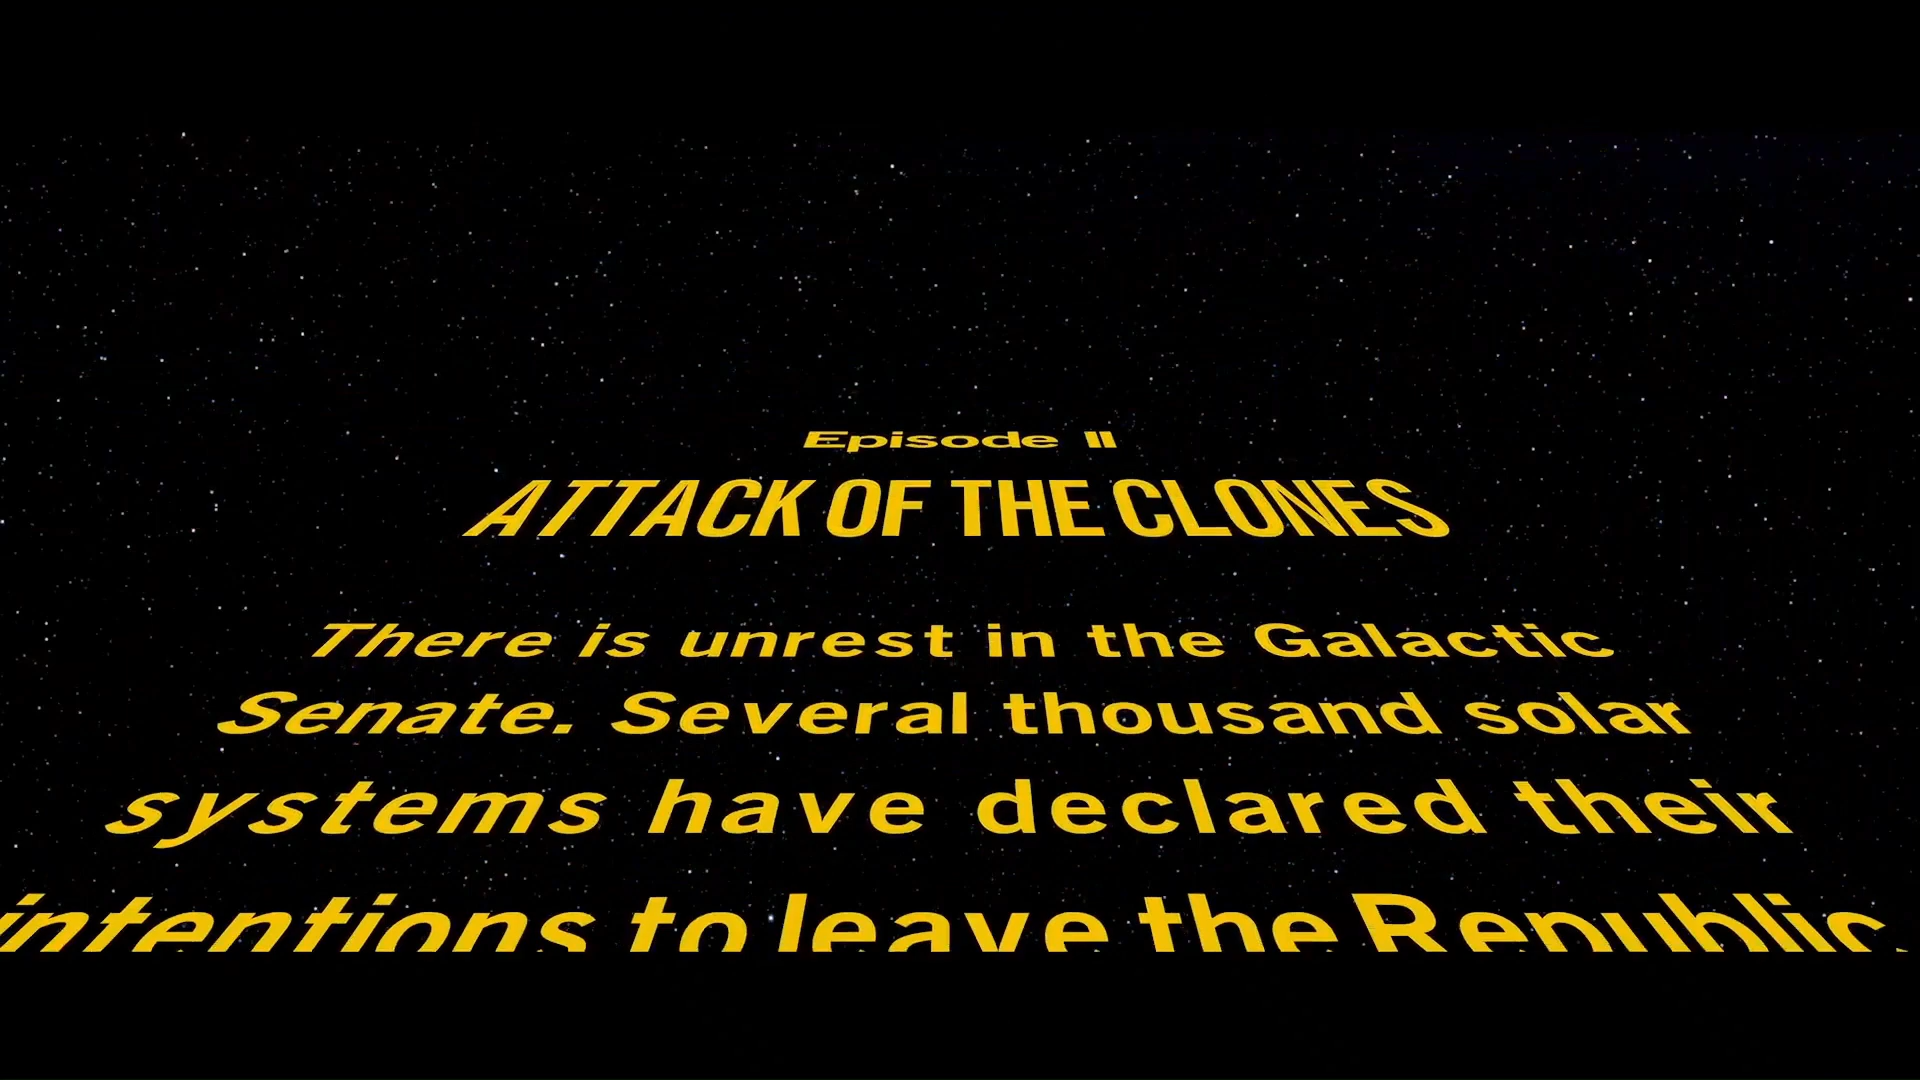 Episode II
ATTACK OF THE CLONES
There is unrest in the Galactic
Senate. Several thousand solar
systems have declared their
intentions to leave the Republic.